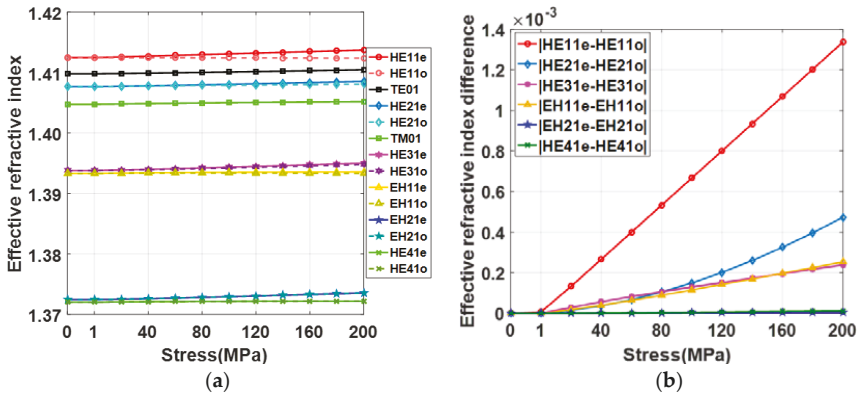 1.42
1.41
1.40
1.39
1.38
1.37
Effective refractive index
0 1 40 80 120 160 200
Stress(MPa)
HE11e
HE11o
TE01
HE21e
HE21o
TM01
HE31e
HE31o
EH11e
EH11o
EH21e
EH21o
HE41e
HE41o
(a)
×10⁻³
1.4
1.2
1
0.8
0.6
0.4
0.2
0
Effective refractive index difference
|HE11e-HE11o|
|HE21e-HE21o|
|HE31e-HE31o|
|EH11e-EH11o|
|EH21e-EH21o|
|HE41e-HE41o|
0 1 40 80 120 160 200
Stress(MPa)
(b)